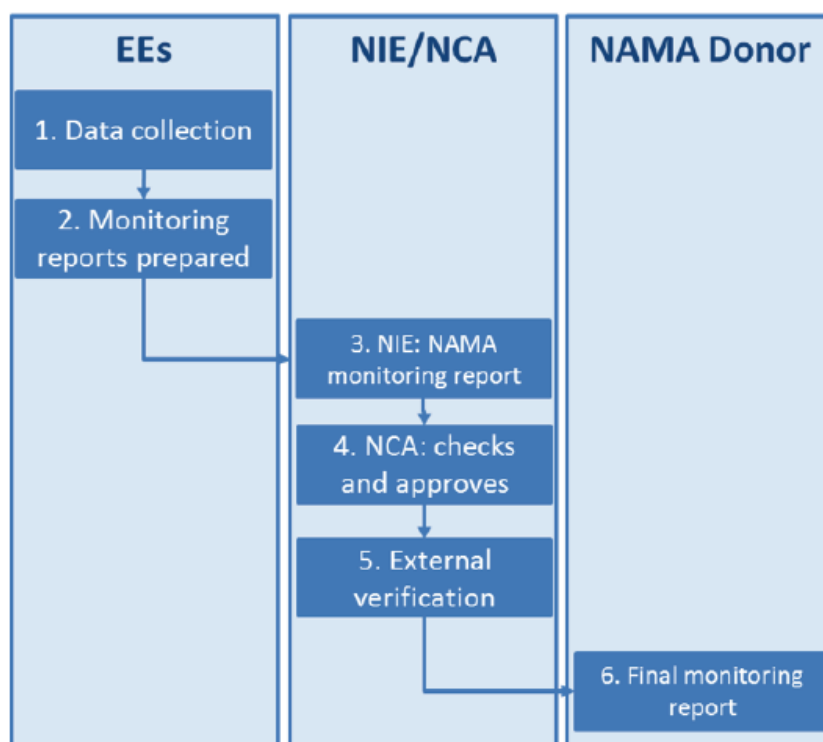 EEs
NIE/NCA
NAMA Donor
1. Data collection
2. Monitoring
reports prepared
3. NIE: NAMA
monitoring report
4. NCA: checks
and approves
5. External
verification
6. Final monitoring
report